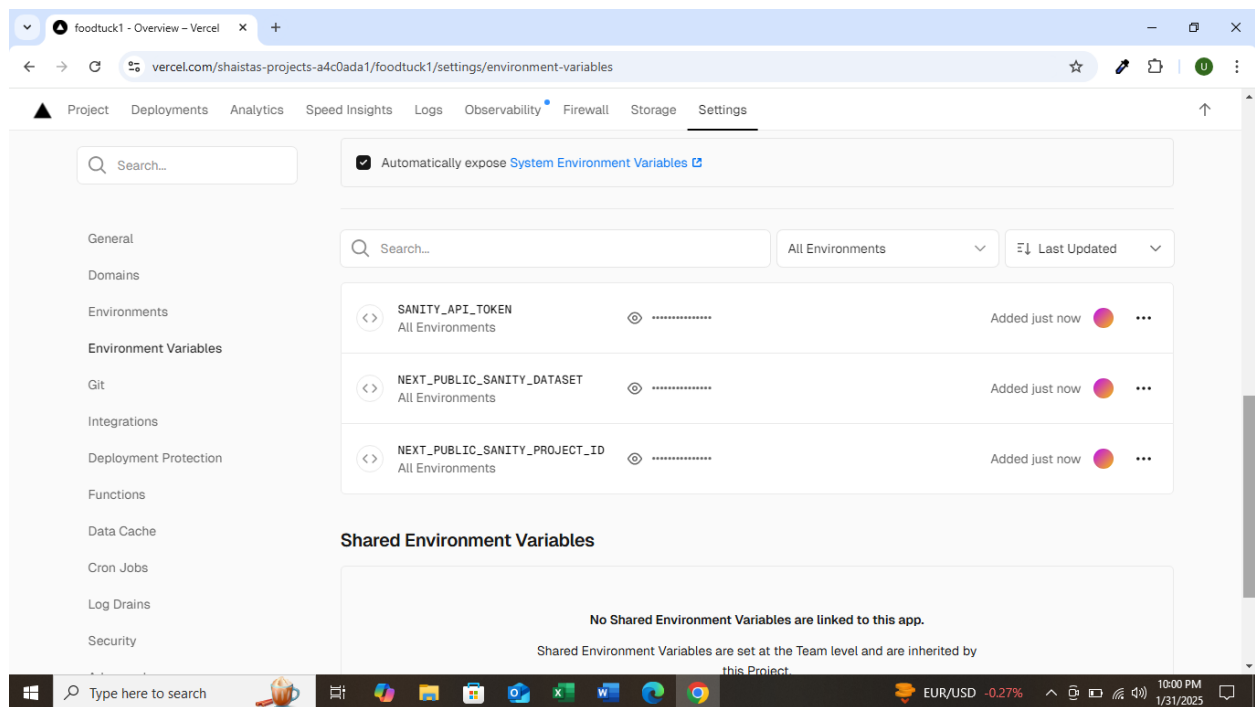 foodtuck1 - Overview – Vercel
vercel.com/shaistas-projects-a4c0ada1/foodtuck1/settings/environment-variables
U
Project Deployments Analytics Speed Insights Logs Observability Firewall Storage Settings
Search...
Automatically expose System Environment Variables
General
Domains
Environments
Environment Variables
Git
Integrations
Deployment Protection
Functions
Data Cache
Cron Jobs
Log Drains
Security
Search...
All Environments
Last Updated
SANITY_API_TOKEN
All Environments
•••••••••••••••
Added just now
NEXT_PUBLIC_SANITY_DATASET
All Environments
•••••••••••••••
Added just now
NEXT_PUBLIC_SANITY_PROJECT_ID
All Environments
•••••••••••••••
Added just now
Shared Environment Variables
No Shared Environment Variables are linked to this app.
Shared Environment Variables are set at the Team level and are inherited by
this Project.
Type here to search
EUR/USD -0.27%
10:00 PM
1/31/2025